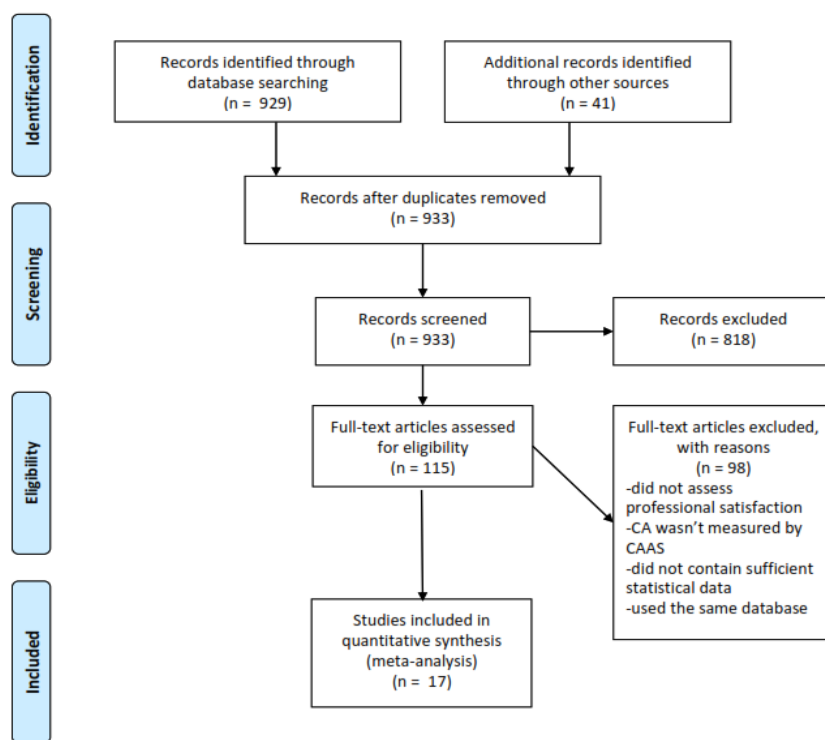 Identification
Records identified through
database searching
(n = 929)
Additional records identified
through other sources
(n = 41)
Records after duplicates removed
(n = 933)
Screening
Records screened
(n = 933)
Records excluded
(n = 818)
Eligibility
Full-text articles assessed
for eligibility
(n = 115)
Full-text articles excluded,
with reasons
(n = 98)
-did not assess
professional satisfaction
-CA wasn't measured by
CAAS
-did not contain sufficient
statistical data
-used the same database
Included
Studies included in
quantitative synthesis
(meta-analysis)
(n = 17)